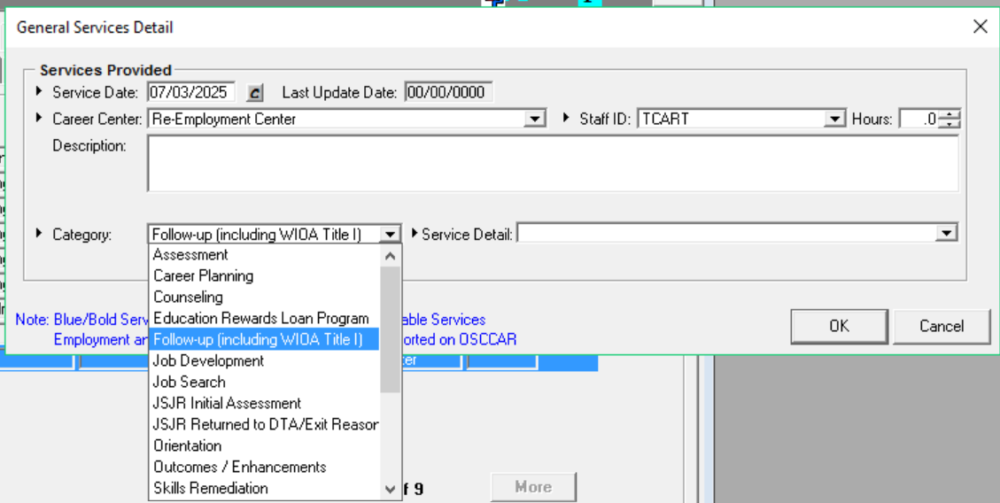 General Services Detail
Services Provided
Service Date: 07/03/2025 c Last Update Date: 00/00/0000
Career Center: Re-Employment Center Staff ID: TCART Hours: .0
Description:
Category: Follow-up (including WIOA Title I) Service Detail:
Assessment
Career Planning
Counseling
Note: Blue/Bold Serv Education Rewards Loan Program able Services
Employment an Follow-up (including WIOA Title I) orted on OSCCAR
OK Cancel
Job Development
Job Search
JSJR Initial Assessment
JSJR Returned to DTA/Exit Reason
Orientation
Outcomes / Enhancements
Skills Remediation
f 9 More